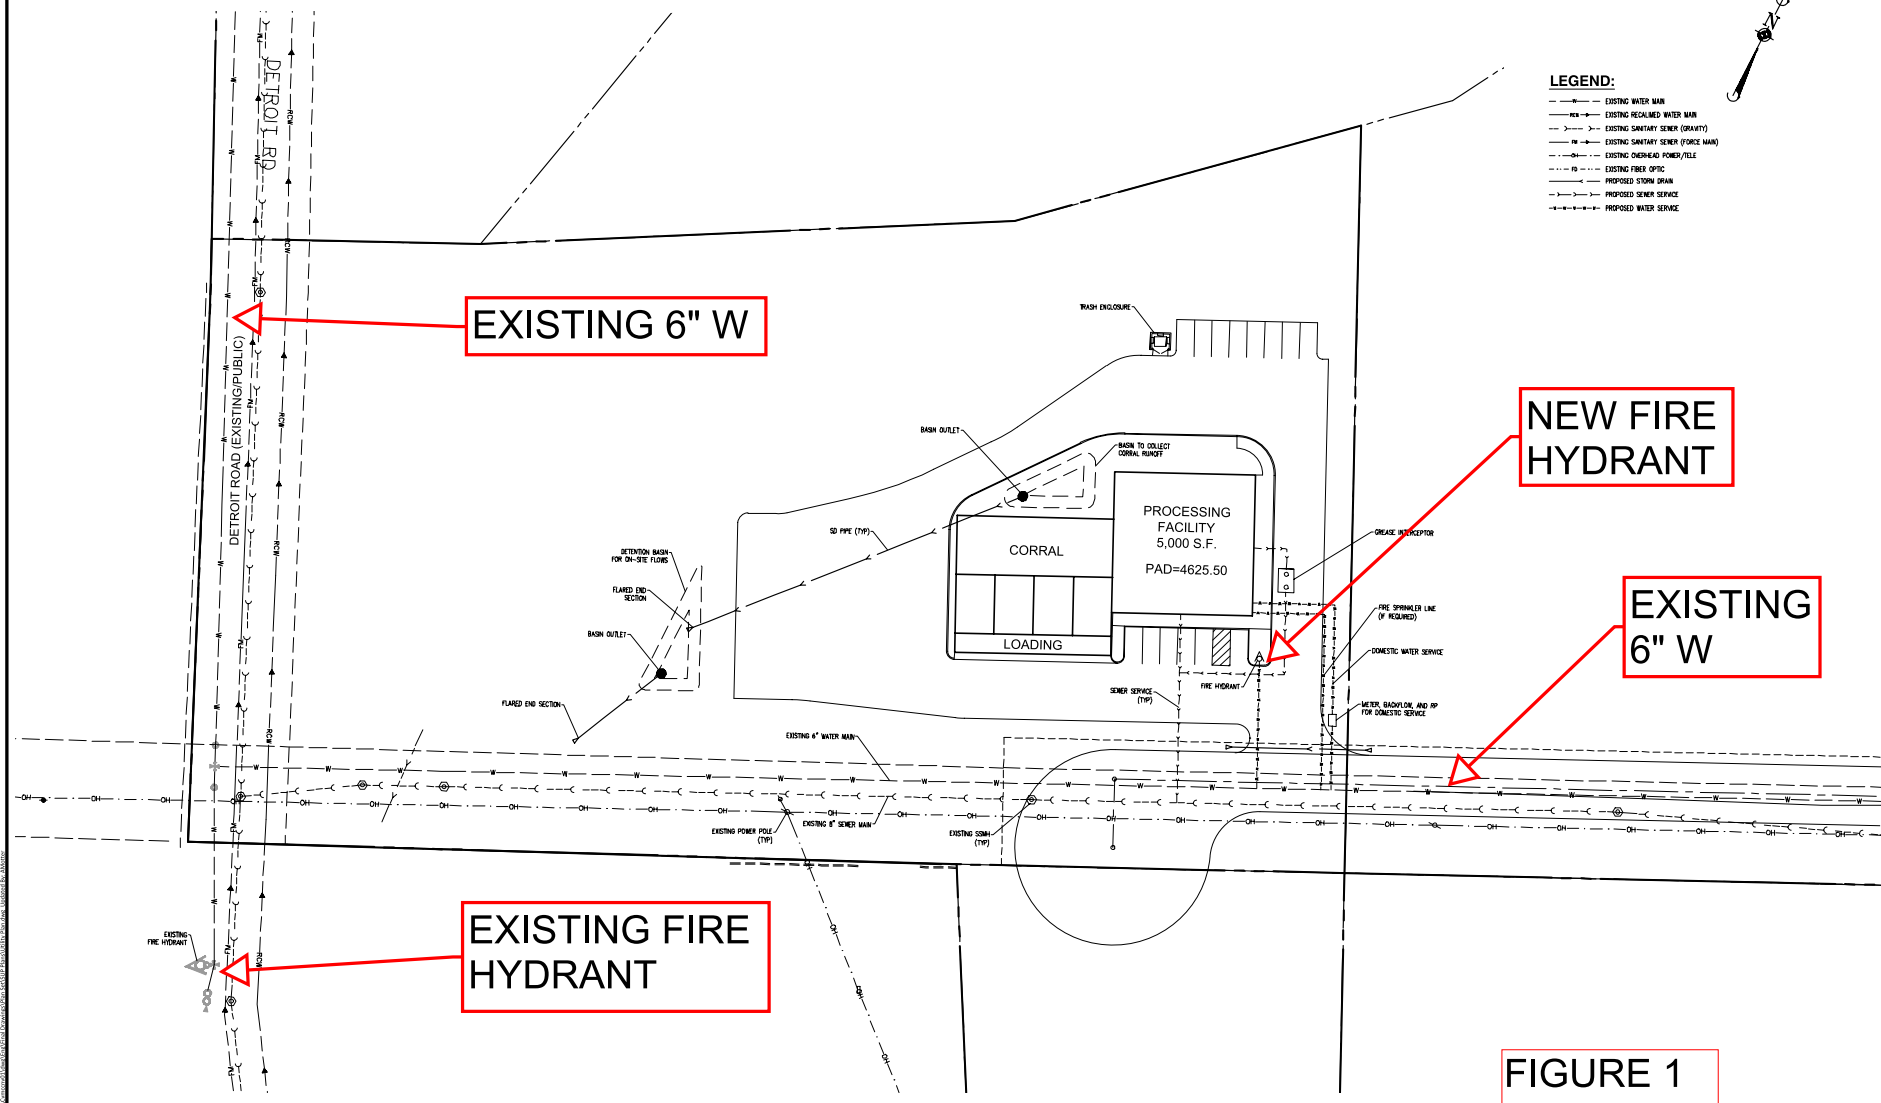 N
LEGEND:
EXISTING WATER MAIN
EXISTING RECALIMED WATER MAIN
EXISTING SANITARY SEWER (GRAVITY)
EXISTING SANITARY SEWER (FORCE MAIN)
EXISTING OVERHEAD POWER/TELE
EXISTING FIBER OPTIC
PROPOSED STORM DRAIN
PROPOSED SEWER SERVICE
PROPOSED WATER SERVICE
DETROIT RD
EXISTING 6" W
DETROIT ROAD (EXISTING/PUBLIC)
TRASH ENCLOSURE
NEW FIRE
HYDRANT
BASIN OUTLET
BASIN TO COLLECT
CORRAL RUNOFF
PROCESSING
FACILITY
5,000 S.F.
PAD=4625.50
SD PIPE (TYP)
CORRAL
LOADING
GREASE INTERCEPTOR
DETENTION BASIN
FOR ON-SITE FLOWS
FLARED END
SECTION
BASIN OUTLET
FIRE SPRINKLER LINE
(IF REQUIRED)
EXISTING
6" W
DOMESTIC WATER SERVICE
SEWER SERVICE
(TYP)
FIRE HYDRANT
METER, BACKFLOW, AND RP
FOR DOMESTIC SERVICE
FLARED END SECTION
EXISTING 6" WATER MAIN
EXISTING POWER POLE
(TYP)
EXISTING 8" SEWER MAIN
EXISTING SSMH
(TYP)
EXISTING
FIRE HYDRANT
EXISTING FIRE
HYDRANT
FIGURE 1